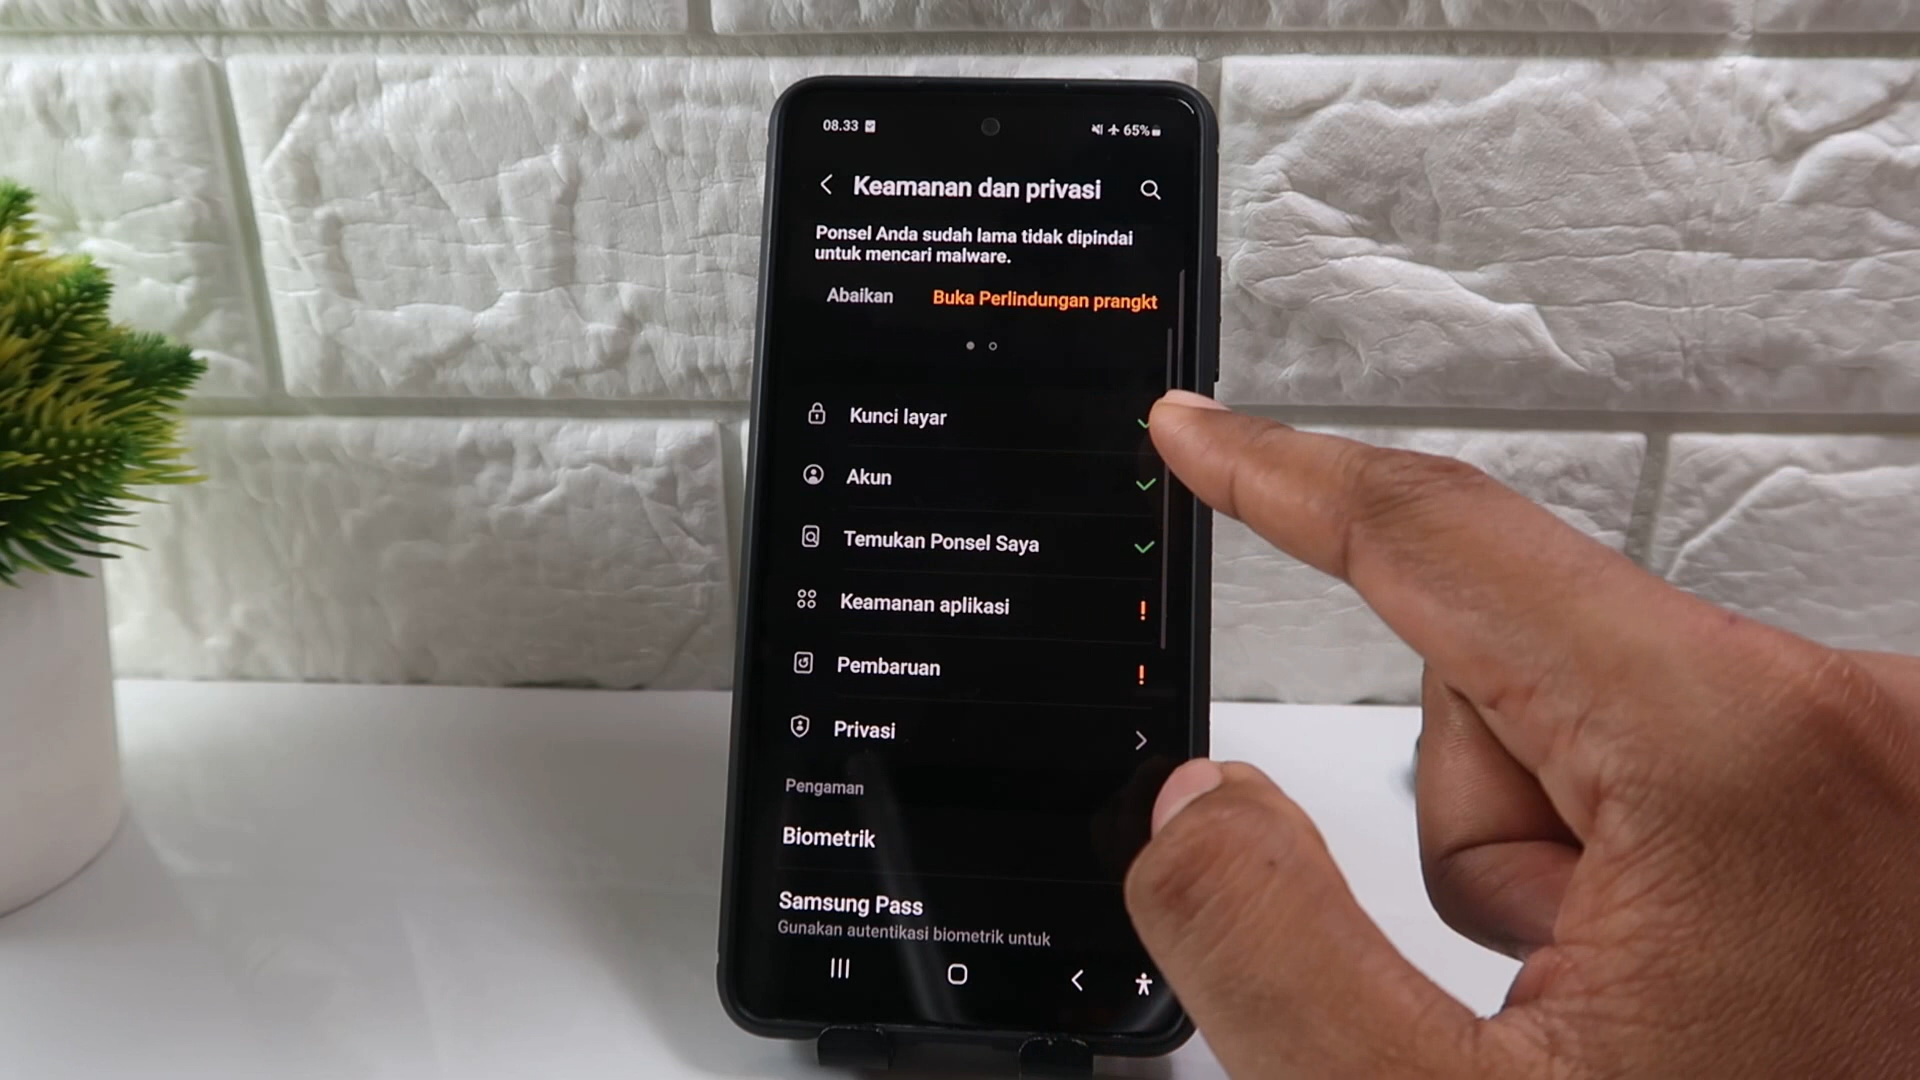 08.33
65%
Keamanan dan privasi
Ponsel Anda sudah lama tidak dipindai
untuk mencari malware.
Abaikan
Buka Perlindungan prangkt
Kunci layar
Akun
Temukan Ponsel Saya
Keamanan aplikasi
!
Pembaruan
!
Privasi
Pengaman
Biometrik
Samsung Pass
Gunakan autentikasi biometrik untuk